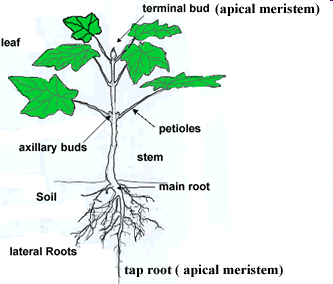 terminal bud (apical meristem)
leaf
petioles
axillary buds
stem
main root
Soil
lateral Roots
tap root ( apical meristem)